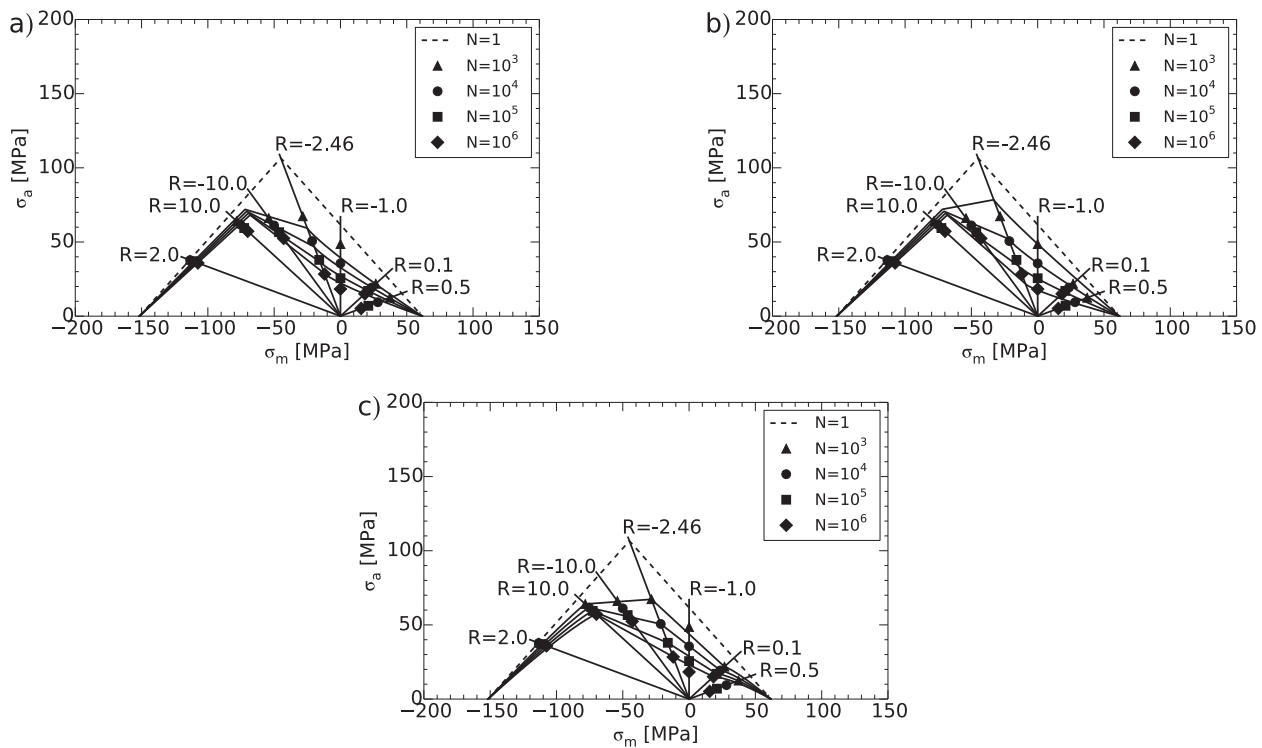 a)
200
150
100
50
0
σa [MPa]
−200 −150 −100 −50 0 50 100 150
σm [MPa]
N=1
N=10³
N=10⁴
N=10⁵
N=10⁶
R=-2.46
R=-10.0
R=10.0
R=-1.0
R=2.0
R=0.1
R=0.5
b)
200
150
100
50
0
σa [MPa]
−200 −150 −100 −50 0 50 100 150
σm [MPa]
N=1
N=10³
N=10⁴
N=10⁵
N=10⁶
R=-2.46
R=-10.0
R=10.0
R=-1.0
R=2.0
R=0.1
R=0.5
c)
200
150
100
50
0
σa [MPa]
−200 −150 −100 −50 0 50 100 150
σm [MPa]
N=1
N=10³
N=10⁴
N=10⁵
N=10⁶
R=-2.46
R=-10.0
R=10.0
R=-1.0
R=2.0
R=0.1
R=0.5